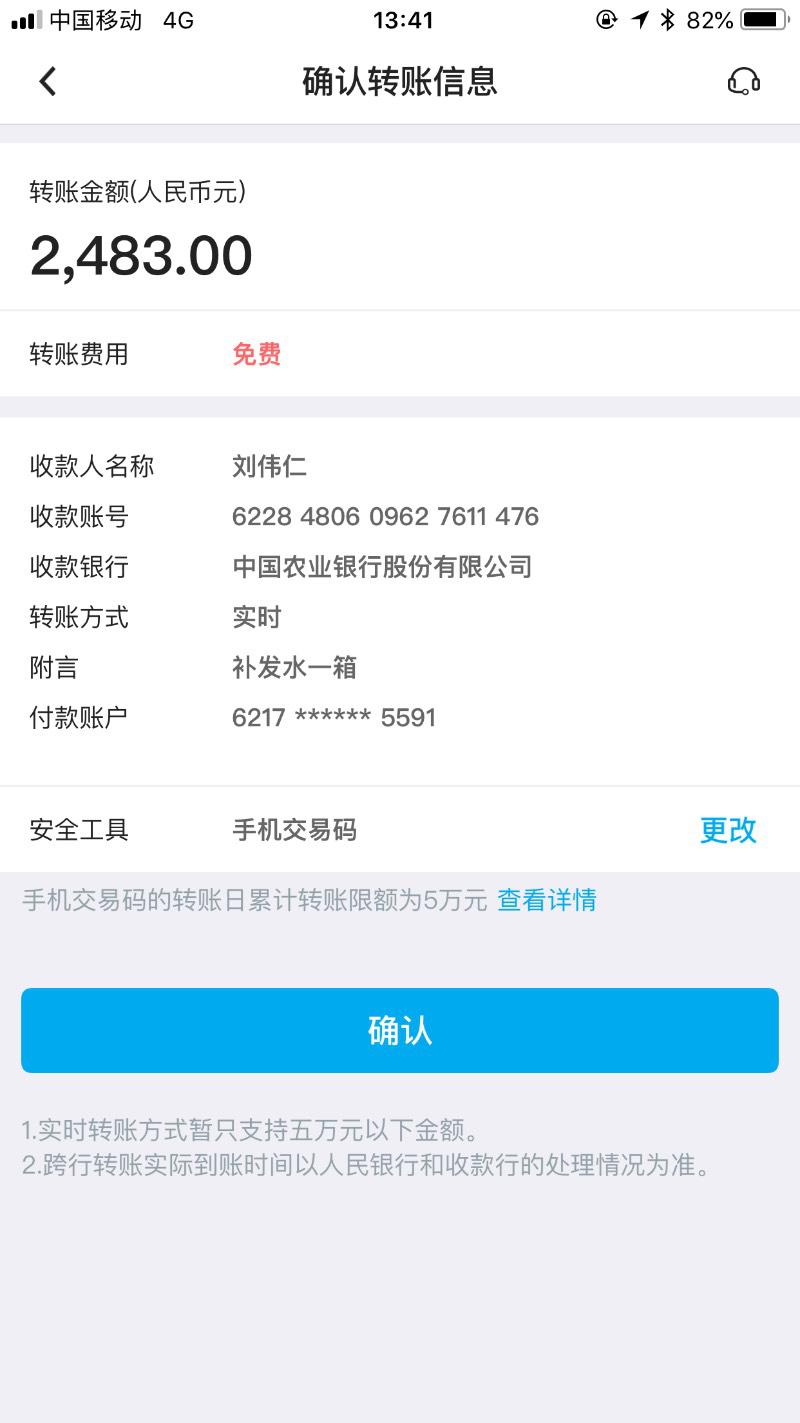 中国移动 4G 13:41 82%
确认转账信息
转账金额(人民币元)
2,483.00
转账费用 免费
收款人名称 刘伟仁
收款账号 6228 4806 0962 7611 476
收款银行 中国农业银行股份有限公司
转账方式 实时
附言 补发水一箱
付款账户 6217 ****** 5591
安全工具 手机交易码 更改
手机交易码的转账日累计转账限额为5万元 查看详情
确认
1.实时转账方式暂只支持五万元以下金额。
2.跨行转账实际到账时间以人民银行和收款行的处理情况为准。